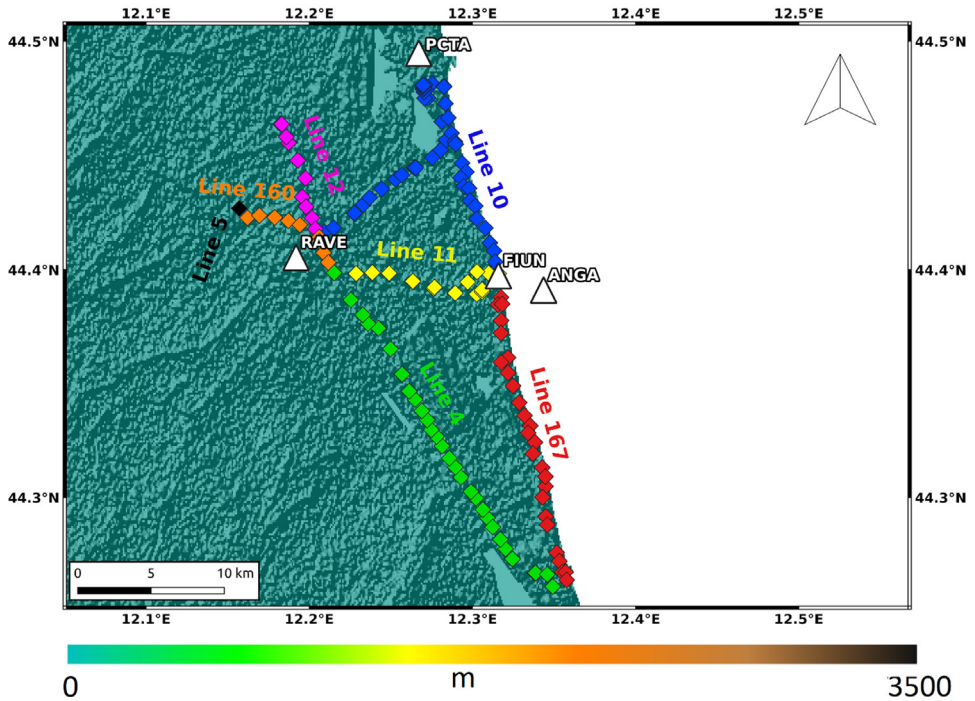 12.1°E 12.2°E 12.3°E 12.4°E 12.5°E
44.5°N 44.5°N
PCTA
Line 12
Line 10
Line 160
Line 5
RAVE
Line 11
FIUN
ANGA
44.4°N 44.4°N
Line 4
Line 167
44.3°N 44.3°N
0 5 10 km
12.1°E 12.2°E 12.3°E 12.4°E 12.5°E
0 m 3500